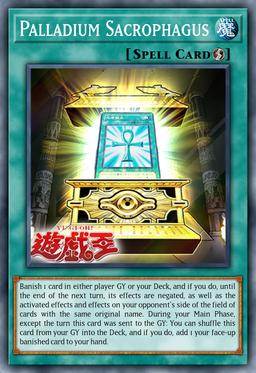 PALLADIUM SACROPHAGUS
魔
[SPELL CARD]
YU-GI-OH!
遊戯王
Banish 1 card in either player GY or your Deck, and if you do, until
the end of the next turn, its effects are negated, as well as the
activated effects and effects on your opponent's side of the field of
cards with the same original name. During your Main Phase,
except the turn this card was sent to the GY: You can shuffle this
card from your GY into the Deck, and if you do, add 1 your face-up
banished card to your hand.